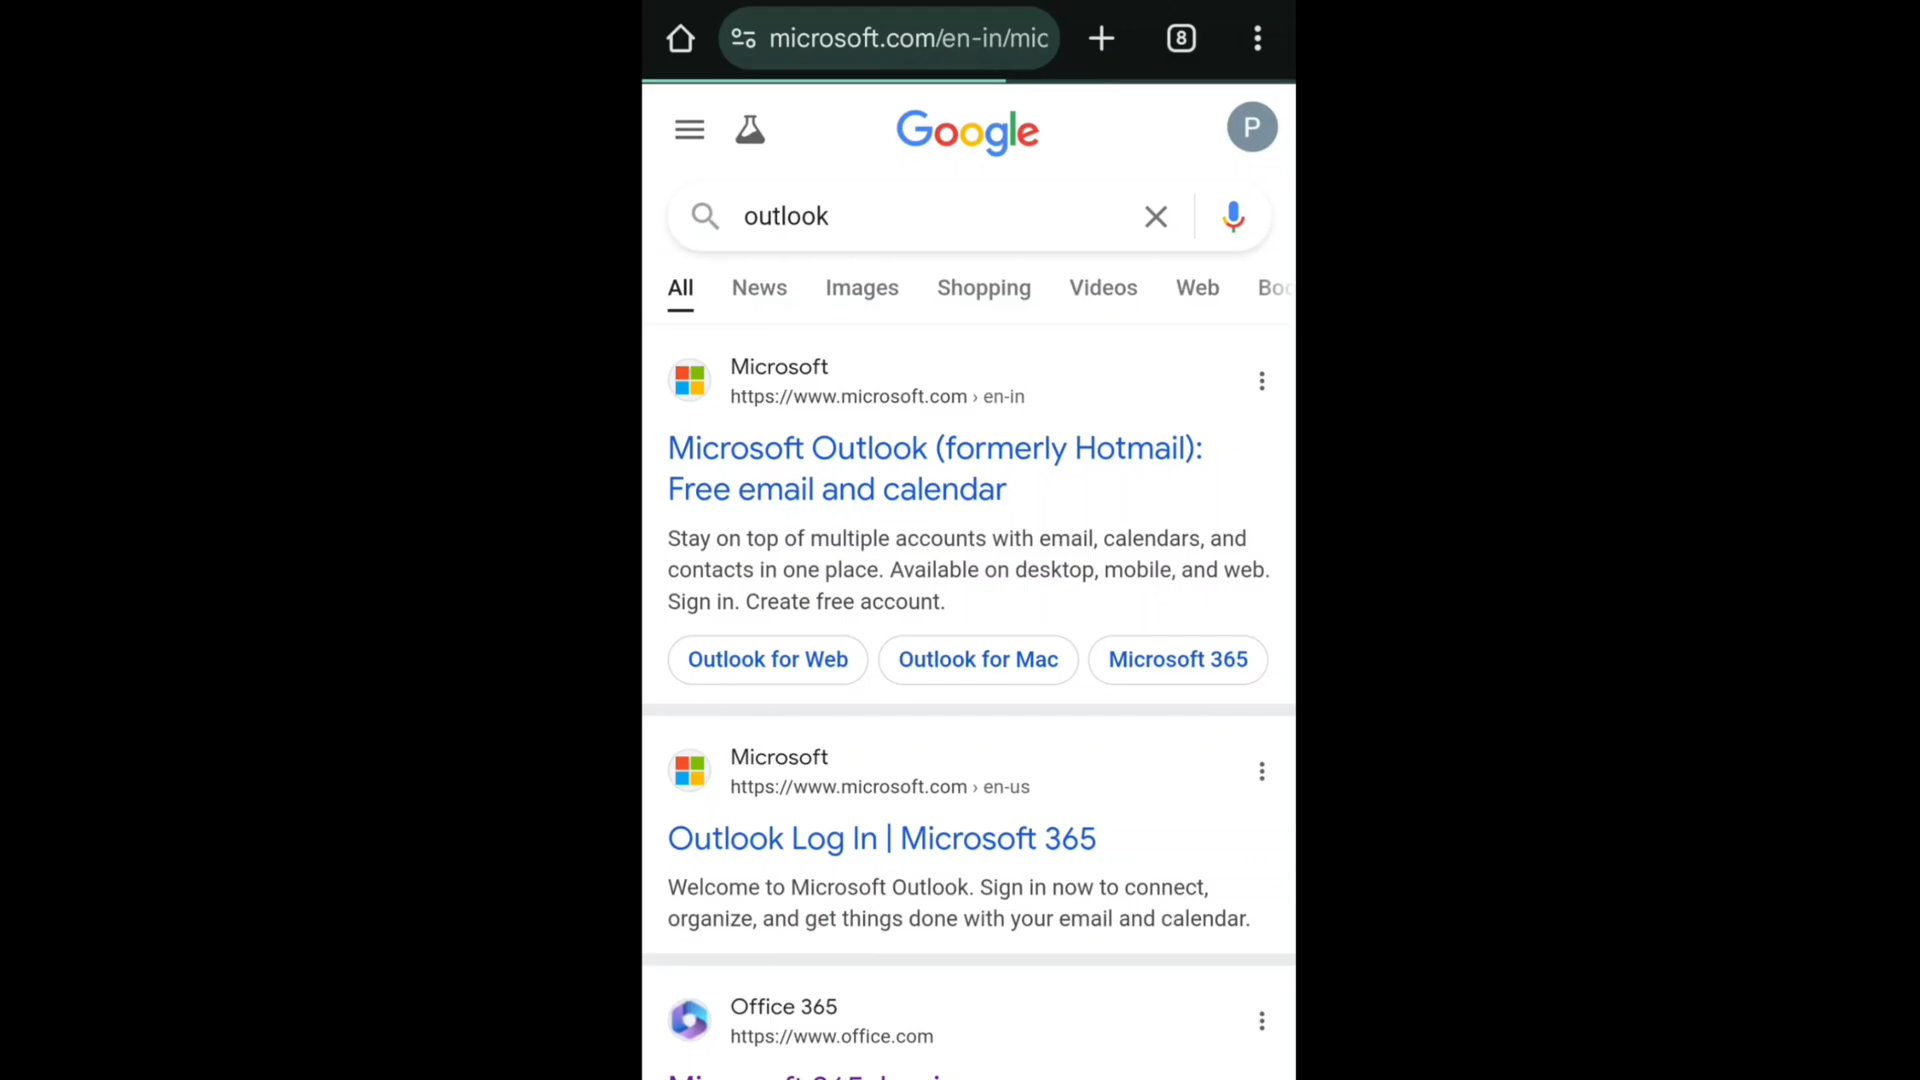 microsoft.com/en-in/mic
8
Google
P
outlook
All News Images Shopping Videos Web Boo
Microsoft
https://www.microsoft.com › en-in
Microsoft Outlook (formerly Hotmail):
Free email and calendar
Stay on top of multiple accounts with email, calendars, and
contacts in one place. Available on desktop, mobile, and web.
Sign in. Create free account.
Outlook for Web Outlook for Mac Microsoft 365
Microsoft
https://www.microsoft.com › en-us
Outlook Log In | Microsoft 365
Welcome to Microsoft Outlook. Sign in now to connect,
organize, and get things done with your email and calendar.
Office 365
https://www.office.com